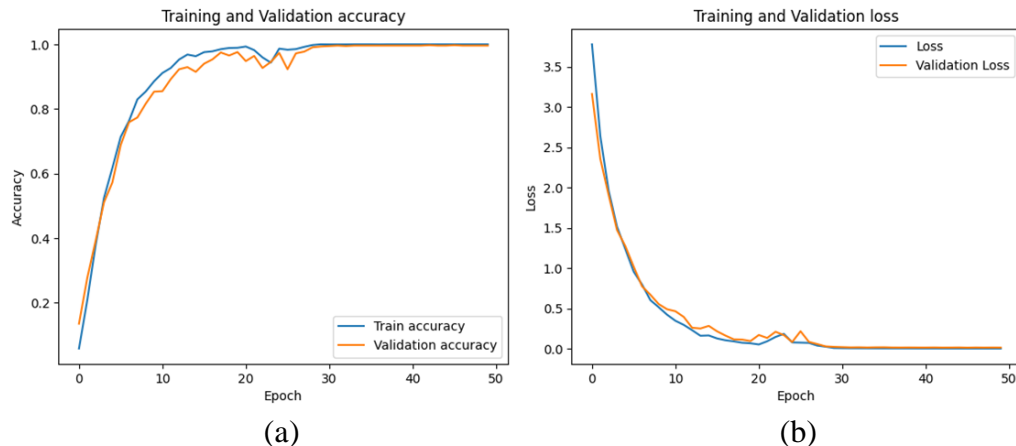 Training and Validation accuracy
1.0
0.8
0.6
0.4
0.2
Accuracy
Train accuracy
Validation accuracy
0 10 20 30 40 50
Epoch
(a)
Training and Validation loss
3.5
3.0
2.5
2.0
1.5
1.0
0.5
0.0
Loss
Loss
Validation Loss
0 10 20 30 40 50
Epoch
(b)